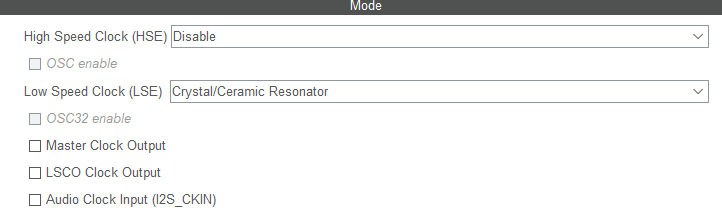 Mode
High Speed Clock (HSE) Disable
OSC enable
Low Speed Clock (LSE) Crystal/Ceramic Resonator
OSC32 enable
Master Clock Output
LSCO Clock Output
Audio Clock Input (I2S_CKIN)